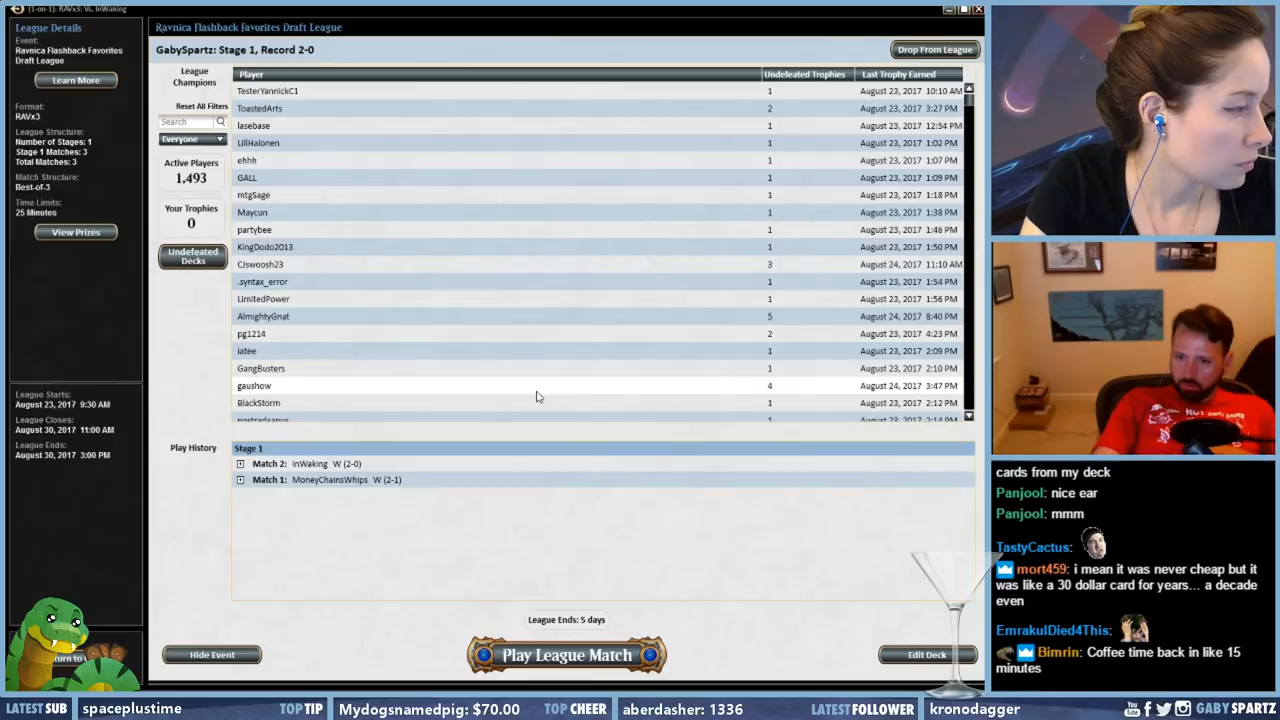 [1-on-1]: RAVx3: Vs. InWaking
League Details
Event:
Ravnica Flashback Favorites
Draft League
Learn More
Format:
RAVx3
League Structure:
Number of Stages: 1
Stage 1 Matches: 3
Total Matches: 3
Match Structure:
Best-of-3
Time Limits:
25 Minutes
View Prizes
League Starts:
August 23, 2017 9:30 AM
League Closes:
August 30, 2017 11:00 AM
League Ends:
August 30, 2017 3:00 PM
Ravnica Flashback Favorites Draft League
GabySpartz: Stage 1, Record 2-0
Drop From League
League
Champions
Reset All Filters
Search
Everyone
Active Players
1,493
Your Trophies
0
Undefeated
Decks
Player Undefeated Trophies Last Trophy Earned
TesterYannickC1 1 August 23, 2017 10:10 AM
ToastedArts 2 August 23, 2017 3:27 PM
lasebase 1 August 23, 2017 12:54 PM
LillHalonen 1 August 23, 2017 1:02 PM
ehhh 1 August 23, 2017 1:07 PM
GALL 1 August 23, 2017 1:09 PM
mtgSage 1 August 23, 2017 1:18 PM
Maycun 1 August 23, 2017 1:38 PM
partybee 1 August 23, 2017 1:46 PM
KingDodo2013 1 August 23, 2017 1:50 PM
CJswoosh23 3 August 24, 2017 11:10 AM
.syntax_error 1 August 23, 2017 1:54 PM
LimitedPower 1 August 23, 2017 1:56 PM
AlmightyGnat 5 August 24, 2017 8:40 PM
pg1214 2 August 23, 2017 4:23 PM
iatee 1 August 23, 2017 2:09 PM
GangBusters 1 August 23, 2017 2:10 PM
gaushow 4 August 24, 2017 3:47 PM
BlackStorm 1 August 23, 2017 2:12 PM
1 August 23, 2017 2:14 PM
Play History
Stage 1
Match 2: InWaking W (2-0)
Match 1: MoneyChainsWhips W (2-1)
League Ends: 5 days
Hide Event
Play League Match
Edit Deck
cards from my deck
Panjool: nice ear
Panjool: mmm
TastyCactus:
mort459: i mean it was never cheap but it
was like a 30 dollar card for years... a decade
even
EmrakulDied4This:
Bimrin: Coffee time back in like 15
minutes
LATEST SUB spaceplustime
TOP TIP Mydogsnamedpig: $70.00
TOP CHEER aberdasher: 1336
LATEST FOLLOWER kronodagger
You Tube GABY SPARTZ